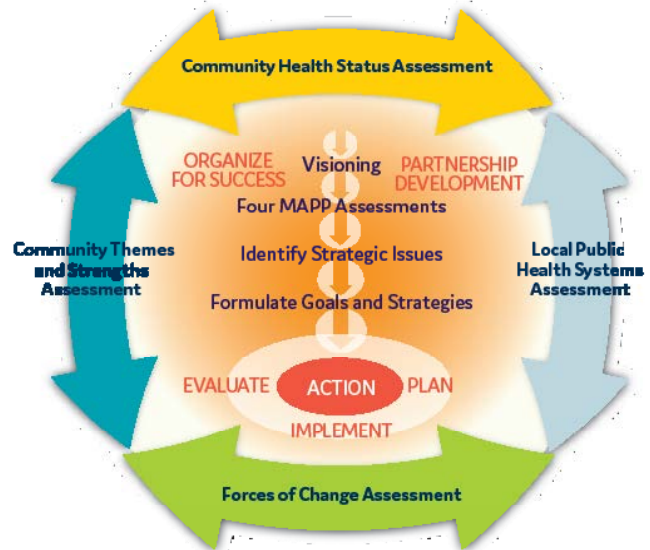 Community Health Status Assessment
ORGANIZE
FOR SUCCESS
Visioning
PARTNERSHIP
DEVELOPMENT
Four MAPP Assessments
Identify Strategic Issues
Formulate Goals and Strategies
Community Themes
and Strengths
Assessment
Local Public
Health Systems
Assessment
EVALUATE
ACTION
PLAN
IMPLEMENT
Forces of Change Assessment